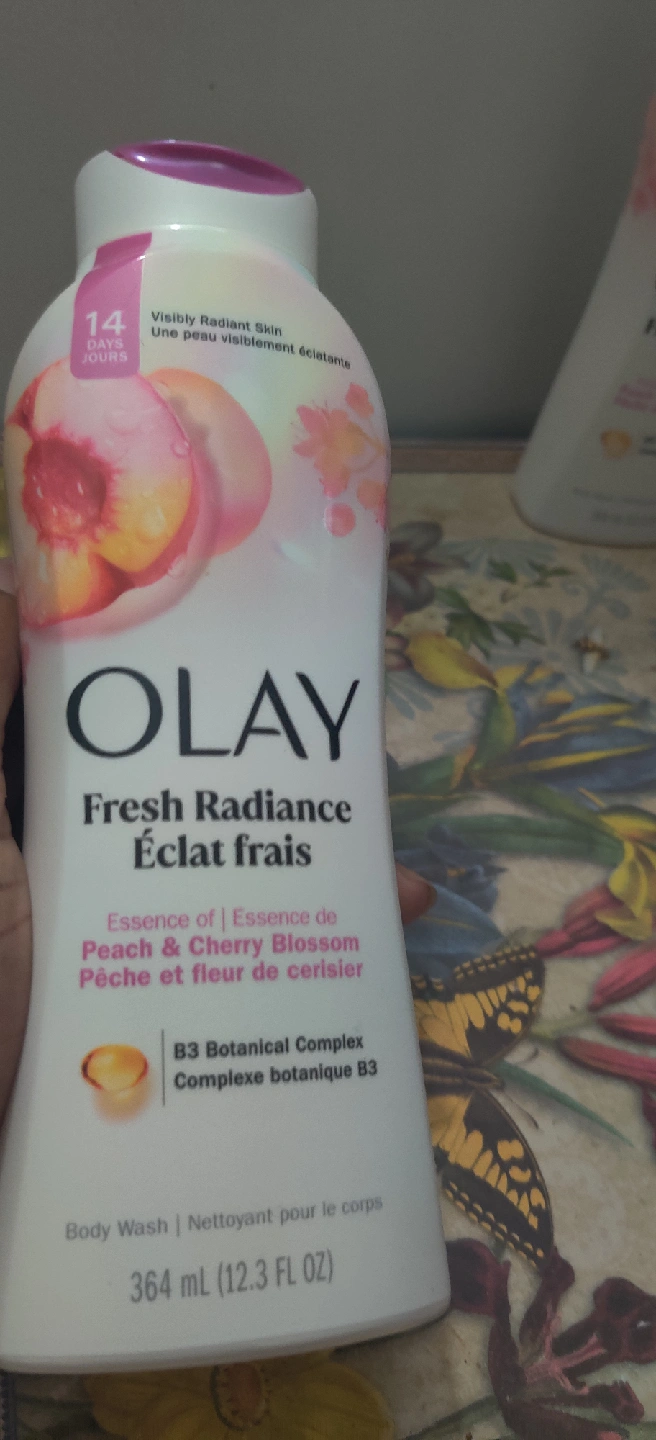 14
DAYS
JOURS
Visibly Radiant Skin
Une peau visiblement éclatante
OLAY
Fresh Radiance
Éclat frais
Essence of | Essence de
Peach & Cherry Blossom
Pêche et fleur de cerisier
B3 Botanical Complex
Complexe botanique B3
Body Wash | Nettoyant pour le corps
364 mL (12.3 FL OZ)